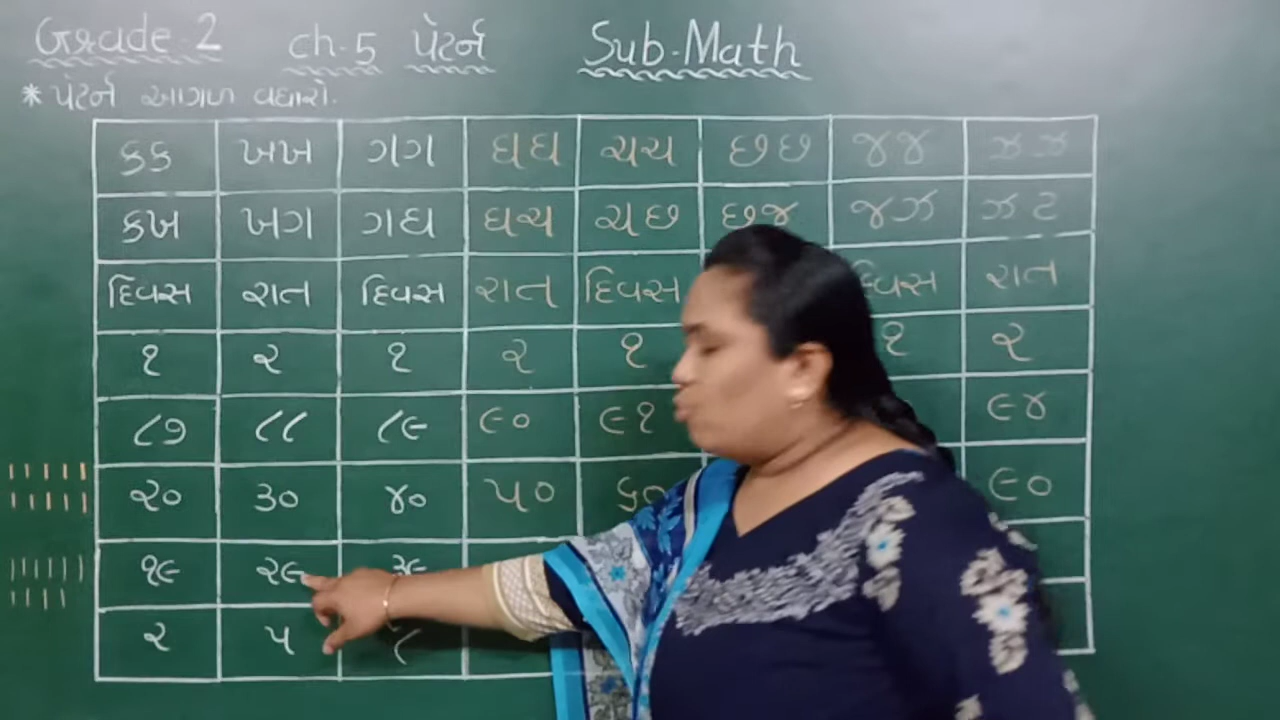 Grade-2 ch-5 પેટર્ન Sub-Math
* પેટર્ન આગળ વધારો.
કક ખખ ગગ ઘઘ ચચ છછ જજ ઝઝ
કખ ખગ ગઘ ઘચ ચછ છજ જઝ ઝટ
દિવસ રાત દિવસ રાત દિવસ દિવસ રાત
૧ ૨ ૧ ૨ ૧ ૧ ૨
૮૭ ૮૮ ૮૯ ૯૦ ૯૧ ૯૪
૨૦ ૩૦ ૪૦ ૫૦ ૬૦ ૯૦
૧૯ ૨૯ ૩૯
૨ ૫ ૮